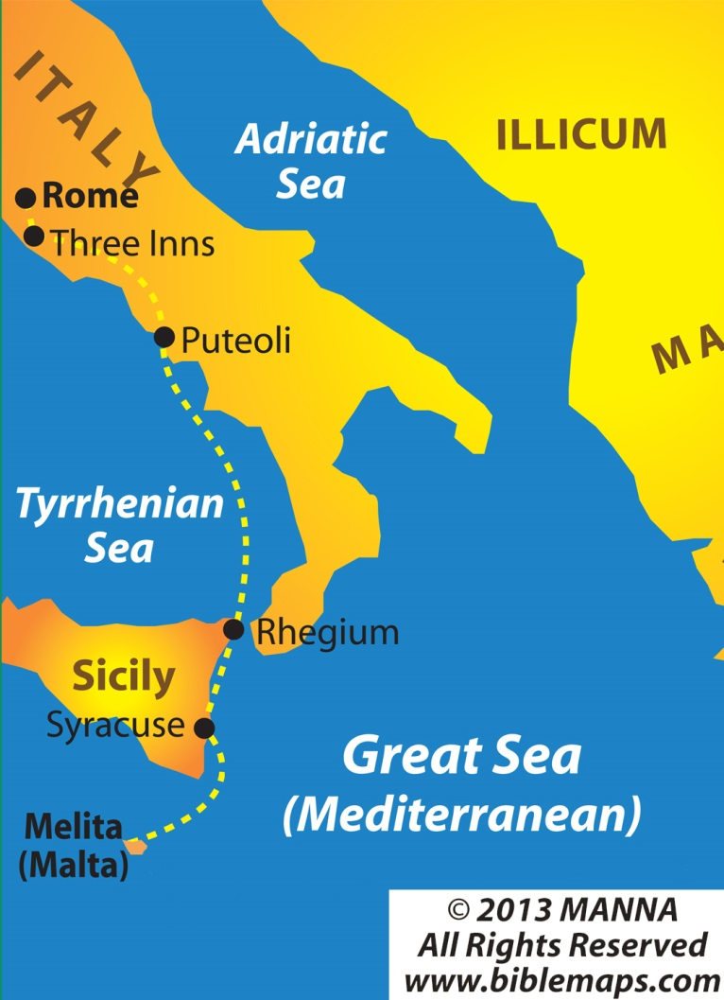 ITALY
Adriatic
Sea
ILLICUM
Rome
Three Inns
Puteoli
MA
Tyrrhenian
Sea
Rhegium
Sicily
Syracuse
Great Sea
(Mediterranean)
Melita
(Malta)
© 2013 MANNA
All Rights Reserved
www.biblemaps.com